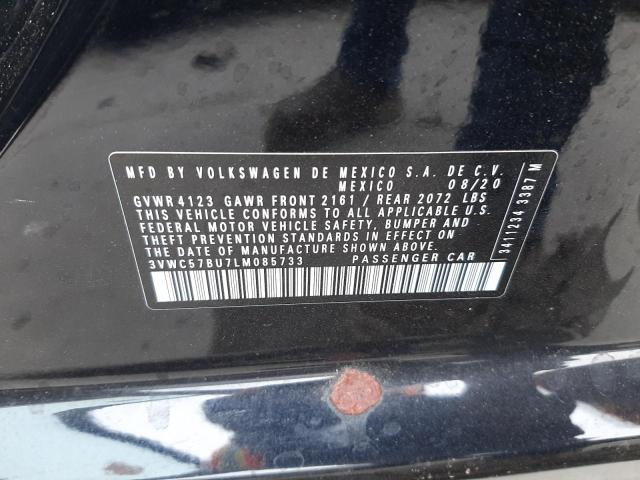 MFD BY VOLKSWAGEN DE MEXICO S.A. DE C.V.
MEXICO 08/20
GVWR 4123 GAWR FRONT 2161 / REAR 2072 LBS
THIS VEHICLE CONFORMS TO ALL APPLICABLE U.S.
FEDERAL MOTOR VEHICLE SAFETY, BUMPER AND
THEFT PREVENTION STANDARDS IN EFFECT ON
THE DATE OF MANUFACTURE SHOWN ABOVE.
3VWC57BU7LM085733 PASSENGER CAR
3411234 3387 M